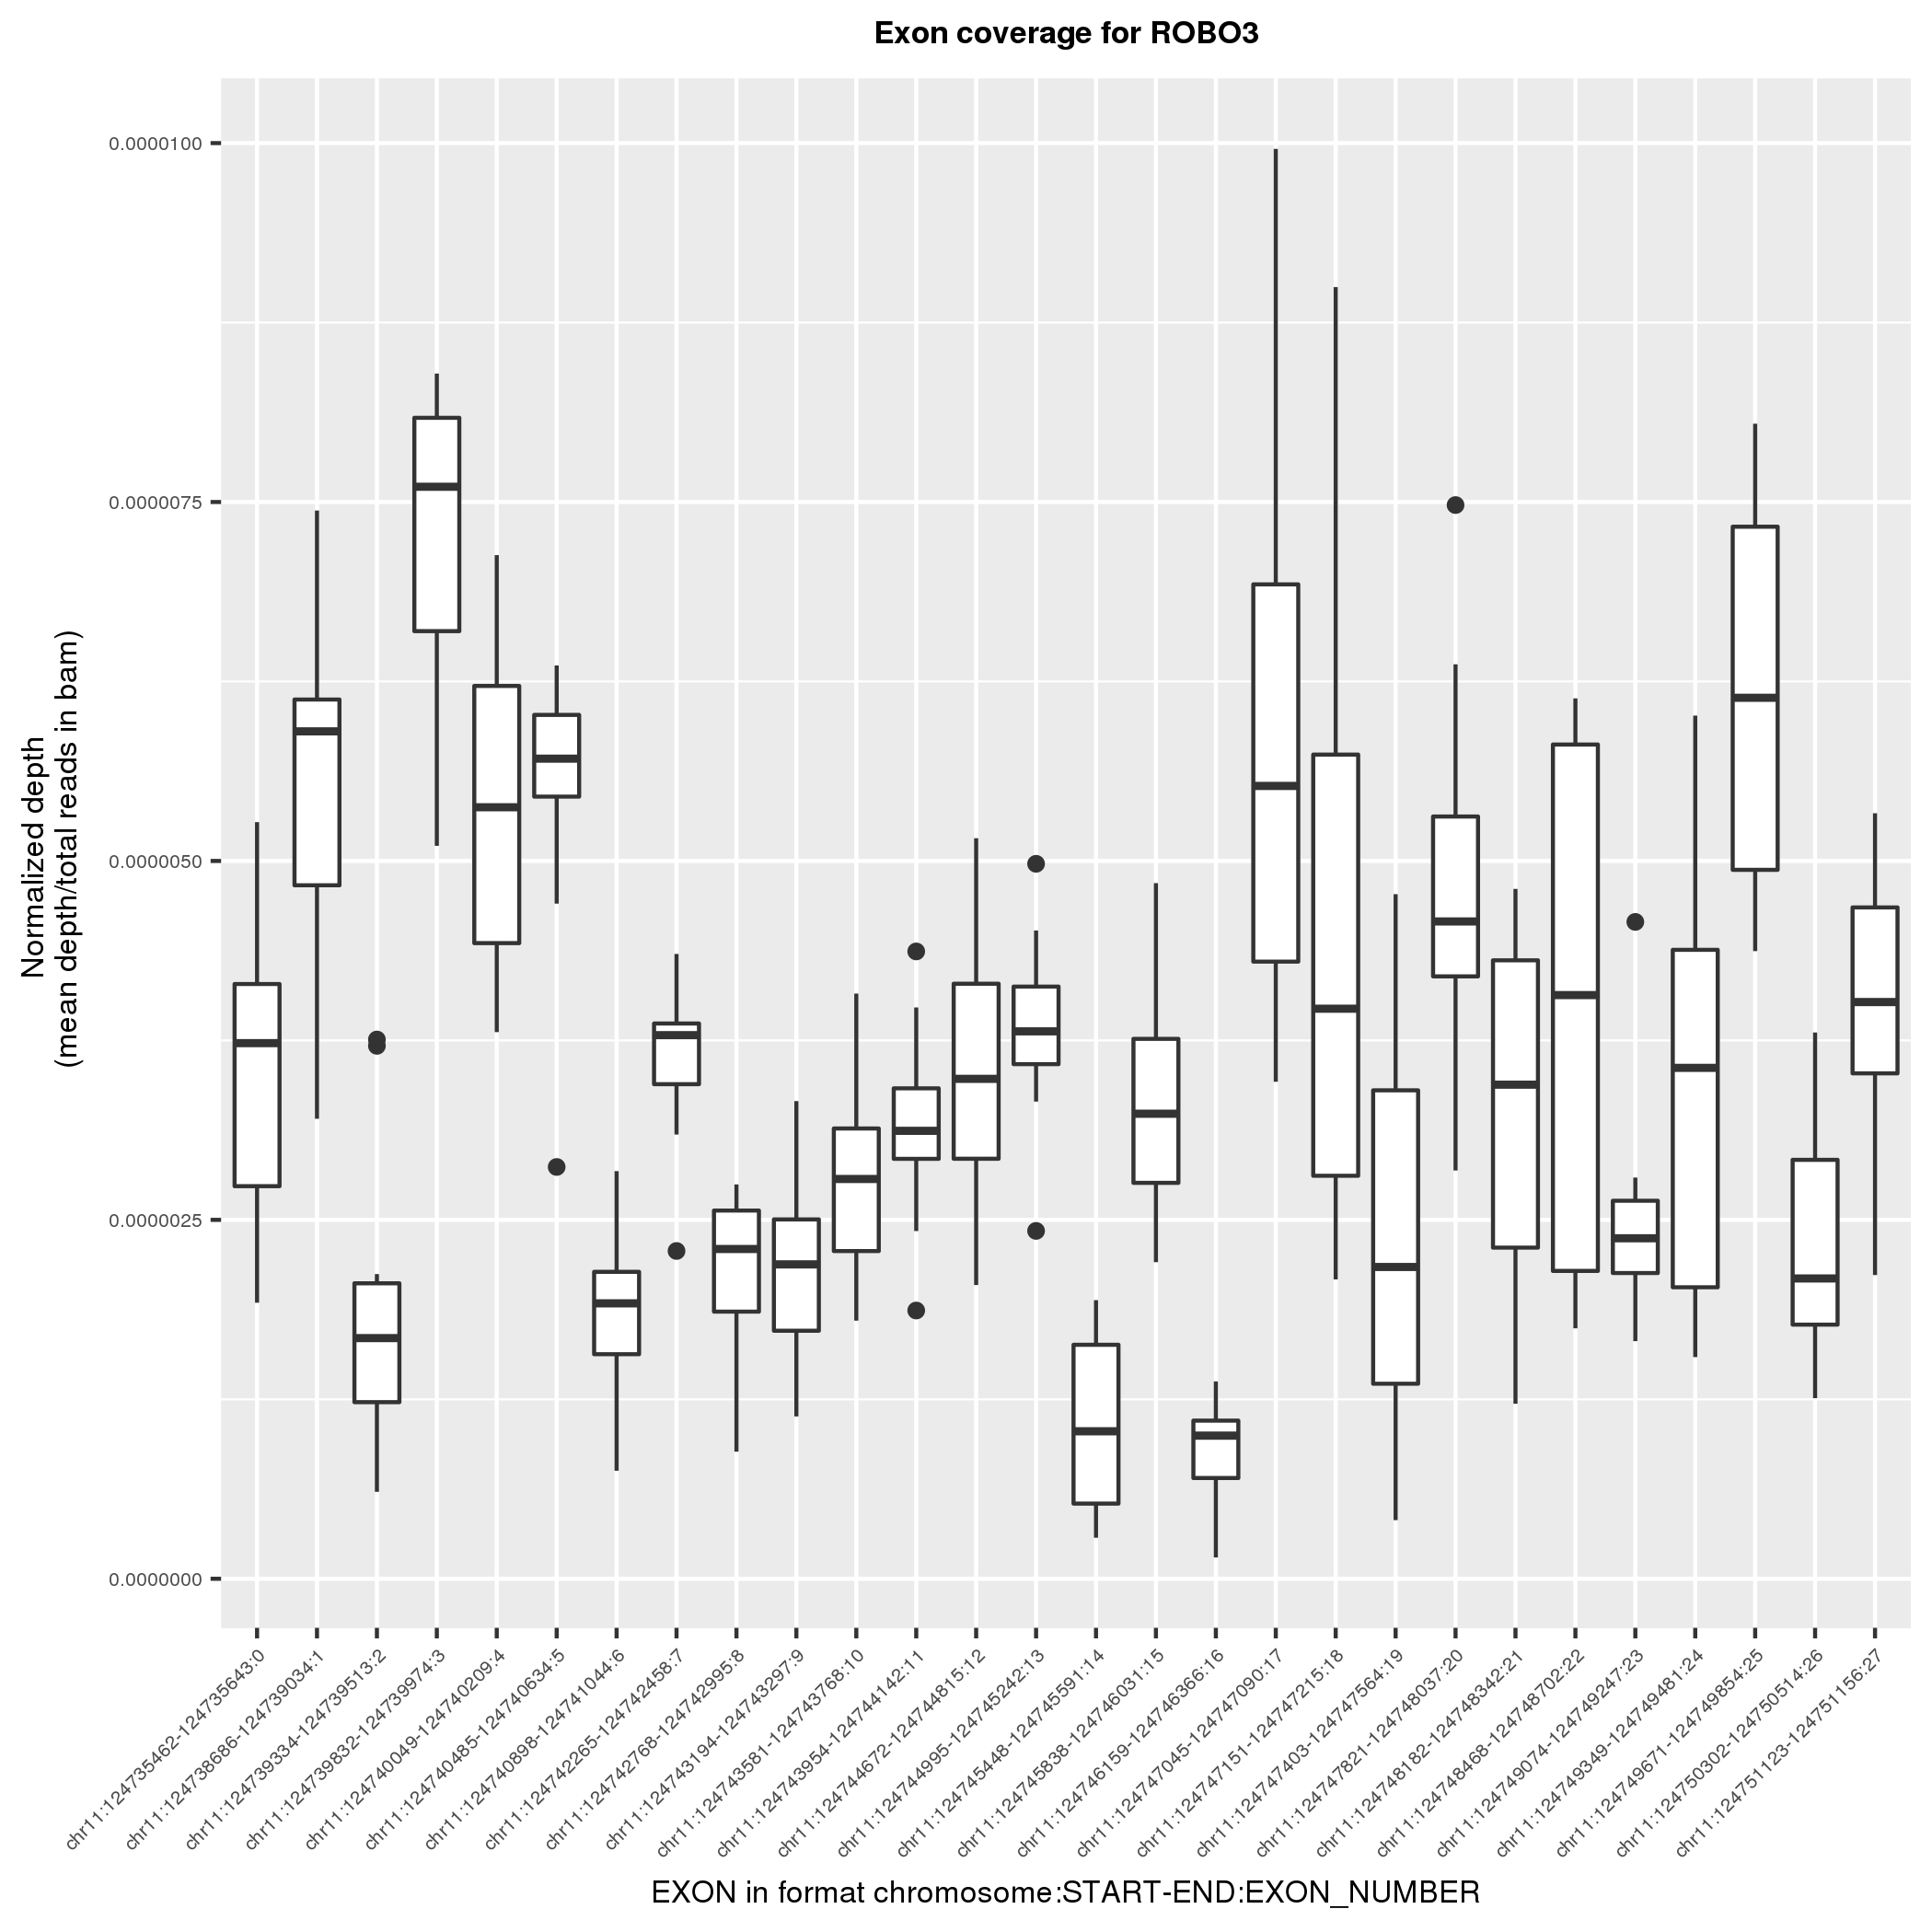 Exon coverage for ROBO3
0.0000100
0.0000075
0.0000050
0.0000025
0.0000000
Normalized depth
(mean depth/total reads in bam)
chr11:124735462-124735643:0
chr11:124738686-124739034:1
chr11:124739334-124739513:2
chr11:124739832-124739974:3
chr11:124740049-124740209:4
chr11:124740485-124740634:5
chr11:124740898-124741044:6
chr11:124742265-124742458:7
chr11:124742768-124742995:8
chr11:124743194-124743297:9
chr11:124743581-124743768:10
chr11:124743954-124744142:11
chr11:124744672-124744815:12
chr11:124744995-124745242:13
chr11:124745448-124745591:14
chr11:124745838-124746031:15
chr11:124746159-124746366:16
chr11:124747045-124747090:17
chr11:124747151-124747215:18
chr11:124747403-124747564:19
chr11:124747821-124748037:20
chr11:124748182-124748342:21
chr11:124748468-124748702:22
chr11:124749074-124749247:23
chr11:124749349-124749481:24
chr11:124749671-124749854:25
chr11:124750302-124750514:26
chr11:124751123-124751156:27
EXON in format chromosome:START-END:EXON_NUMBER